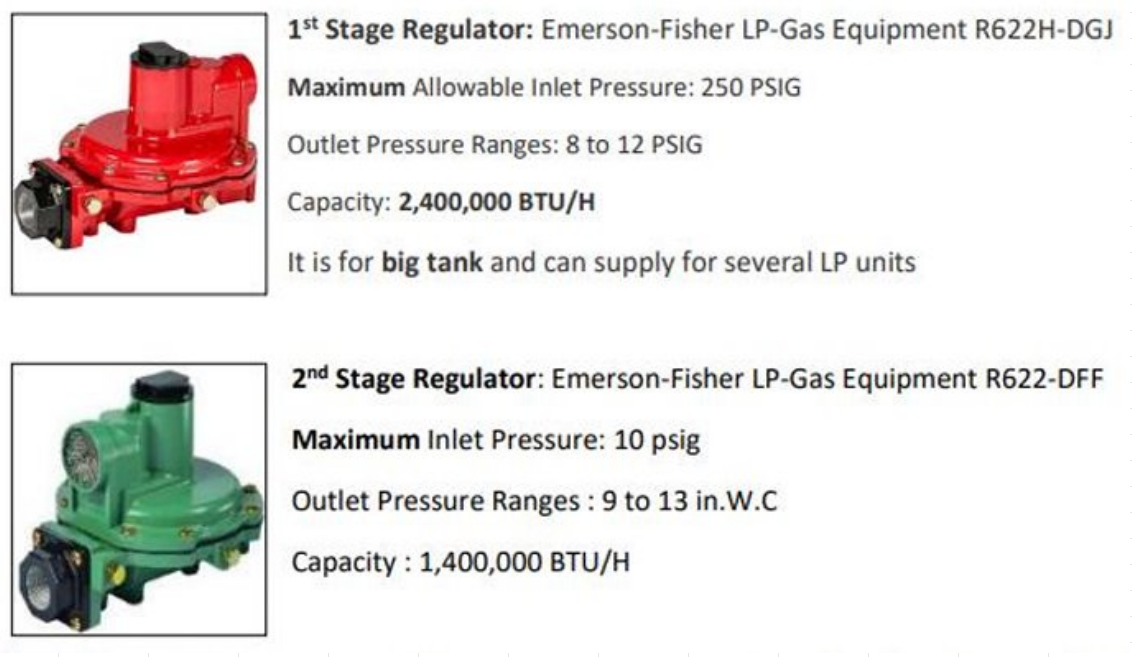 1st Stage Regulator: Emerson-Fisher LP-Gas Equipment R622H-DGJ
Maximum Allowable Inlet Pressure: 250 PSIG
Outlet Pressure Ranges: 8 to 12 PSIG
Capacity: 2,400,000 BTU/H
It is for big tank and can supply for several LP units
2nd Stage Regulator: Emerson-Fisher LP-Gas Equipment R622-DFF
Maximum Inlet Pressure: 10 psig
Outlet Pressure Ranges : 9 to 13 in.W.C
Capacity : 1,400,000 BTU/H